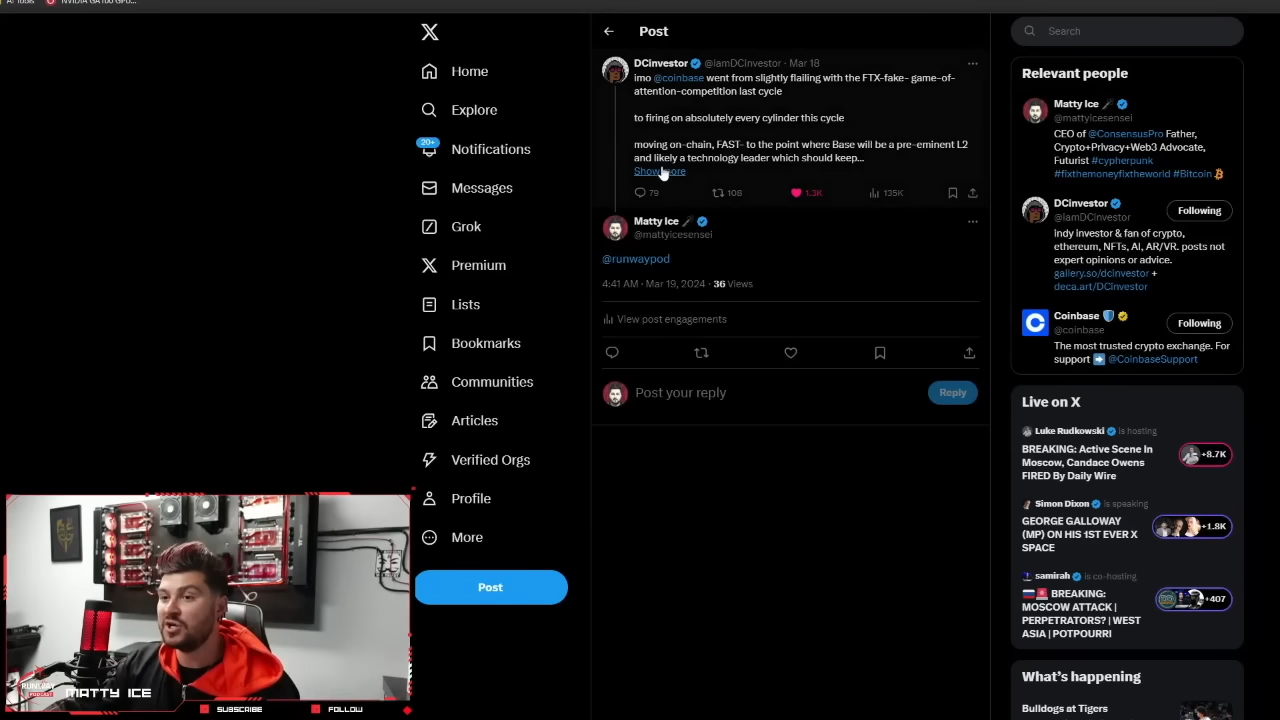 AI Tools
NVIDIA GA100 GPU...
Post
Search
DCinvestor @iamDCinvestor · Mar 18
imo @coinbase went from slightly flailing with the FTX-fake- game-of-
attention-competition last cycle
to firing on absolutely every cylinder this cycle
moving on-chain, FAST- to the point where Base will be a pre-eminent L2
and likely a technology leader which should keep...
Show more
79
108
1.3K
135K
Matty Ice
@mattyicesensei
@runwaypod
4:41 AM · Mar 19, 2024 · 36 Views
View post engagements
Post your reply
Reply
Home
Explore
20+
Notifications
Messages
Grok
Premium
Lists
Bookmarks
Communities
Articles
Verified Orgs
Profile
More
Post
Relevant people
Matty Ice
@mattyicesensei
CEO of @ConsensusPro Father,
Crypto+Privacy+Web3 Advocate,
Futurist #cypherpunk
#fixthemoneyfixtheworld #Bitcoin
DCinvestor
@iamDCinvestor
Following
indy investor & fan of crypto,
ethereum, NFTs, AI, AR/VR. posts not
expert opinions or advice.
gallery.so/dcinvestor +
deca.art/DCinvestor
Coinbase
@coinbase
Following
The most trusted crypto exchange. For
support @CoinbaseSupport
Live on X
Luke Rudkowski is hosting
BREAKING: Active Scene In
Moscow, Candace Owens
FIRED By Daily Wire
+8.7K
Simon Dixon is speaking
GEORGE GALLOWAY
(MP) ON HIS 1ST EVER X
SPACE
+1.8K
samirah is co-hosting
BREAKING:
MOSCOW ATTACK |
PERPETRATORS? | WEST
ASIA | POTPOURRI
+407
What's happening
Bulldogs at Tigers
RUNWAY
PODCAST
MATTY ICE
SUBSCRIBE
FOLLOW